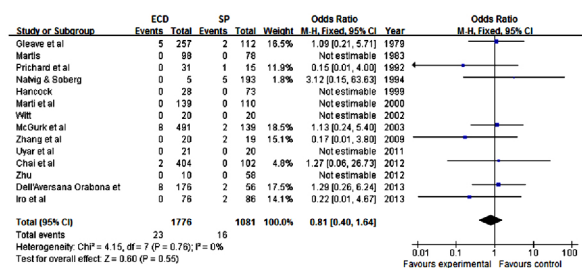 ECD SP Odds Ratio Odds Ratio
Study or Subgroup Events Total Events Total Weight M-H, Fixed, 95% CI Year M-H, Fixed, 95% CI
Gleave et al 5 257 2 112 16.5% 1.09 [0.21, 5.71] 1979
Martis 0 98 0 76 Not estimable 1983
Prichard et al 0 31 1 15 11.9% 0.15 [0.01, 4.00] 1992
Natvig & Soberg 0 5 5 193 1.8% 3.12 [0.15, 63.63] 1994
Hancock 0 28 0 73 Not estimable 1999
Marti et al 0 139 0 110 Not estimable 2000
Witt 0 20 0 20 Not estimable 2002
McGurk et al 8 491 2 139 18.5% 1.13 [0.24, 5.40] 2003
Zhang et al 0 20 2 19 15.1% 0.17 [0.01, 3.80] 2009
Uyar et al 0 21 0 20 Not estimable 2011
Chai et al 2 404 0 102 4.8% 1.27 [0.06, 26.73] 2012
Zhu 0 10 0 58 Not estimable 2012
Dell'Aversana Orabona et 8 176 2 56 17.5% 1.29 [0.26, 6.24] 2013
Iro et al 0 76 2 86 14.1% 0.22 [0.01, 4.67] 2013
Total (95% CI) 1776 1081 100.0% 0.81 [0.40, 1.64]
Total events 23 16
Heterogeneity: Chi² = 4.15, df = 7 (P = 0.76); I² = 0%
Test for overall effect: Z = 0.60 (P = 0.55)
0.01 0.1 1 10 100
Favours experimental Favours control